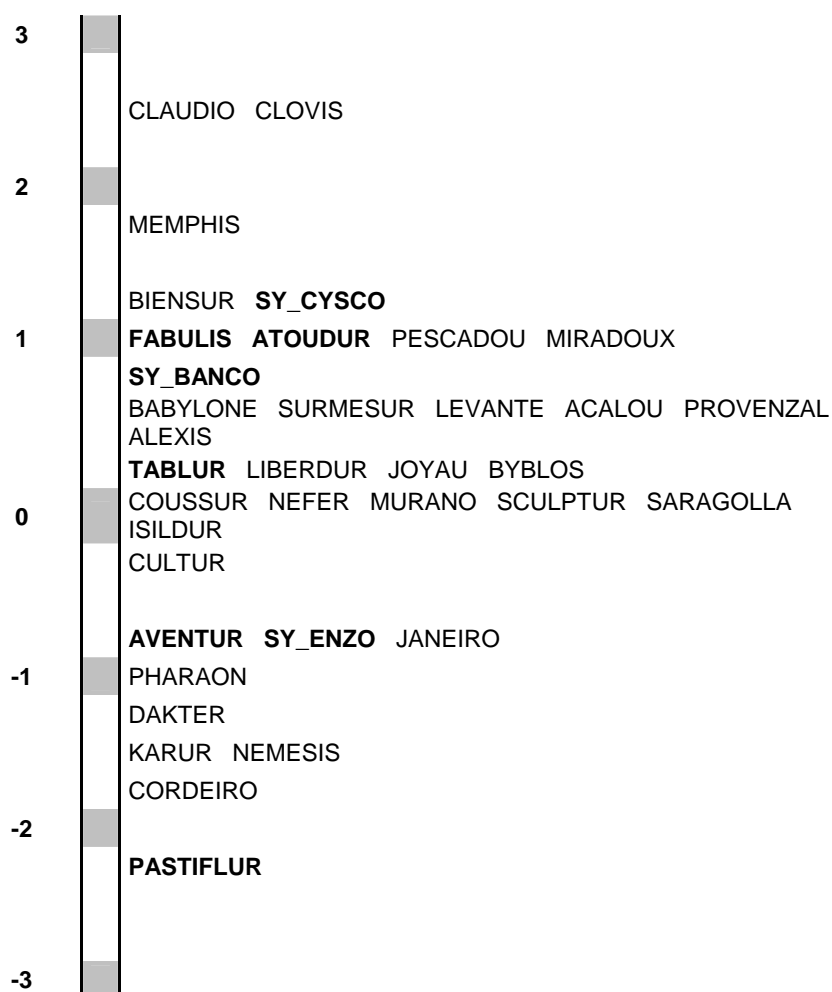 3
CLAUDIO CLOVIS
2
MEMPHIS
BIENSUR SY_CYSCO
1 FABULIS ATOUDUR PESCADOU MIRADOUX
SY_BANCO
BABYLONE SURMESUR LEVANTE ACALOU PROVENZAL
ALEXIS
TABLUR LIBERDUR JOYAU BYBLOS
0 COUSSUR NEFER MURANO SCULPTUR SARAGOLLA
ISILDUR
CULTUR
AVENTUR SY_ENZO JANEIRO
-1 PHARAON
DAKTER
KARUR NEMESIS
CORDEIRO
-2
PASTIFLUR
-3